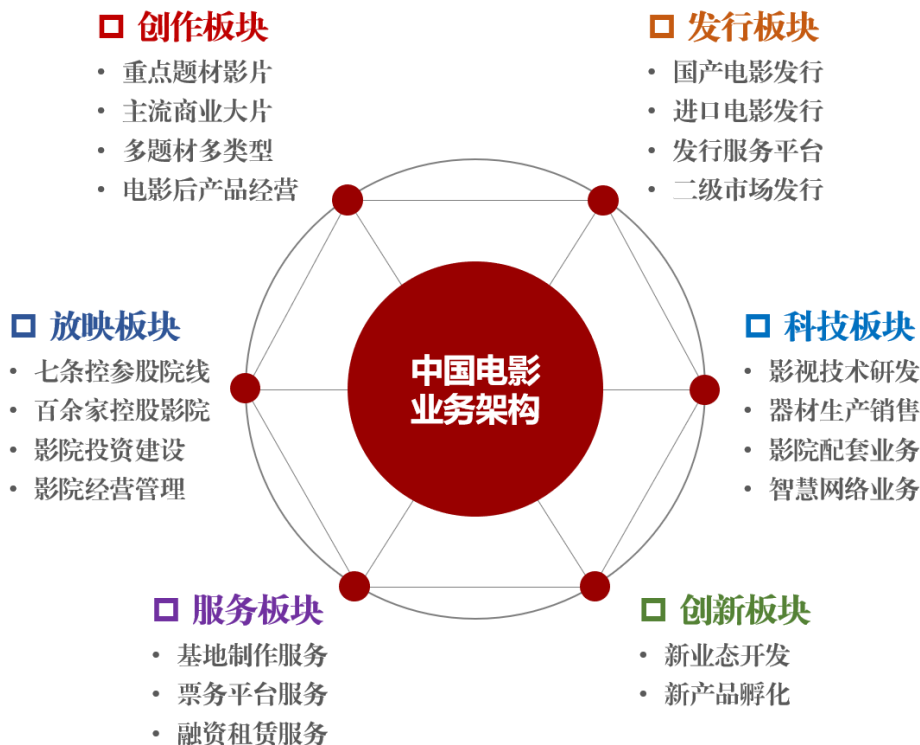 创作板块
重点题材影片
主流商业大片
多题材多类型
电影后产品经营
发行板块
国产电影发行
进口电影发行
发行服务平台
二级市场发行
放映板块
七条控参股院线
百余家控股影院
影院投资建设
影院经营管理
中国电影
业务架构
科技板块
影视技术研发
器材生产销售
影院配套业务
智慧网络业务
服务板块
基地制作服务
票务平台服务
融资租赁服务
创新板块
新业态开发
新产品孵化